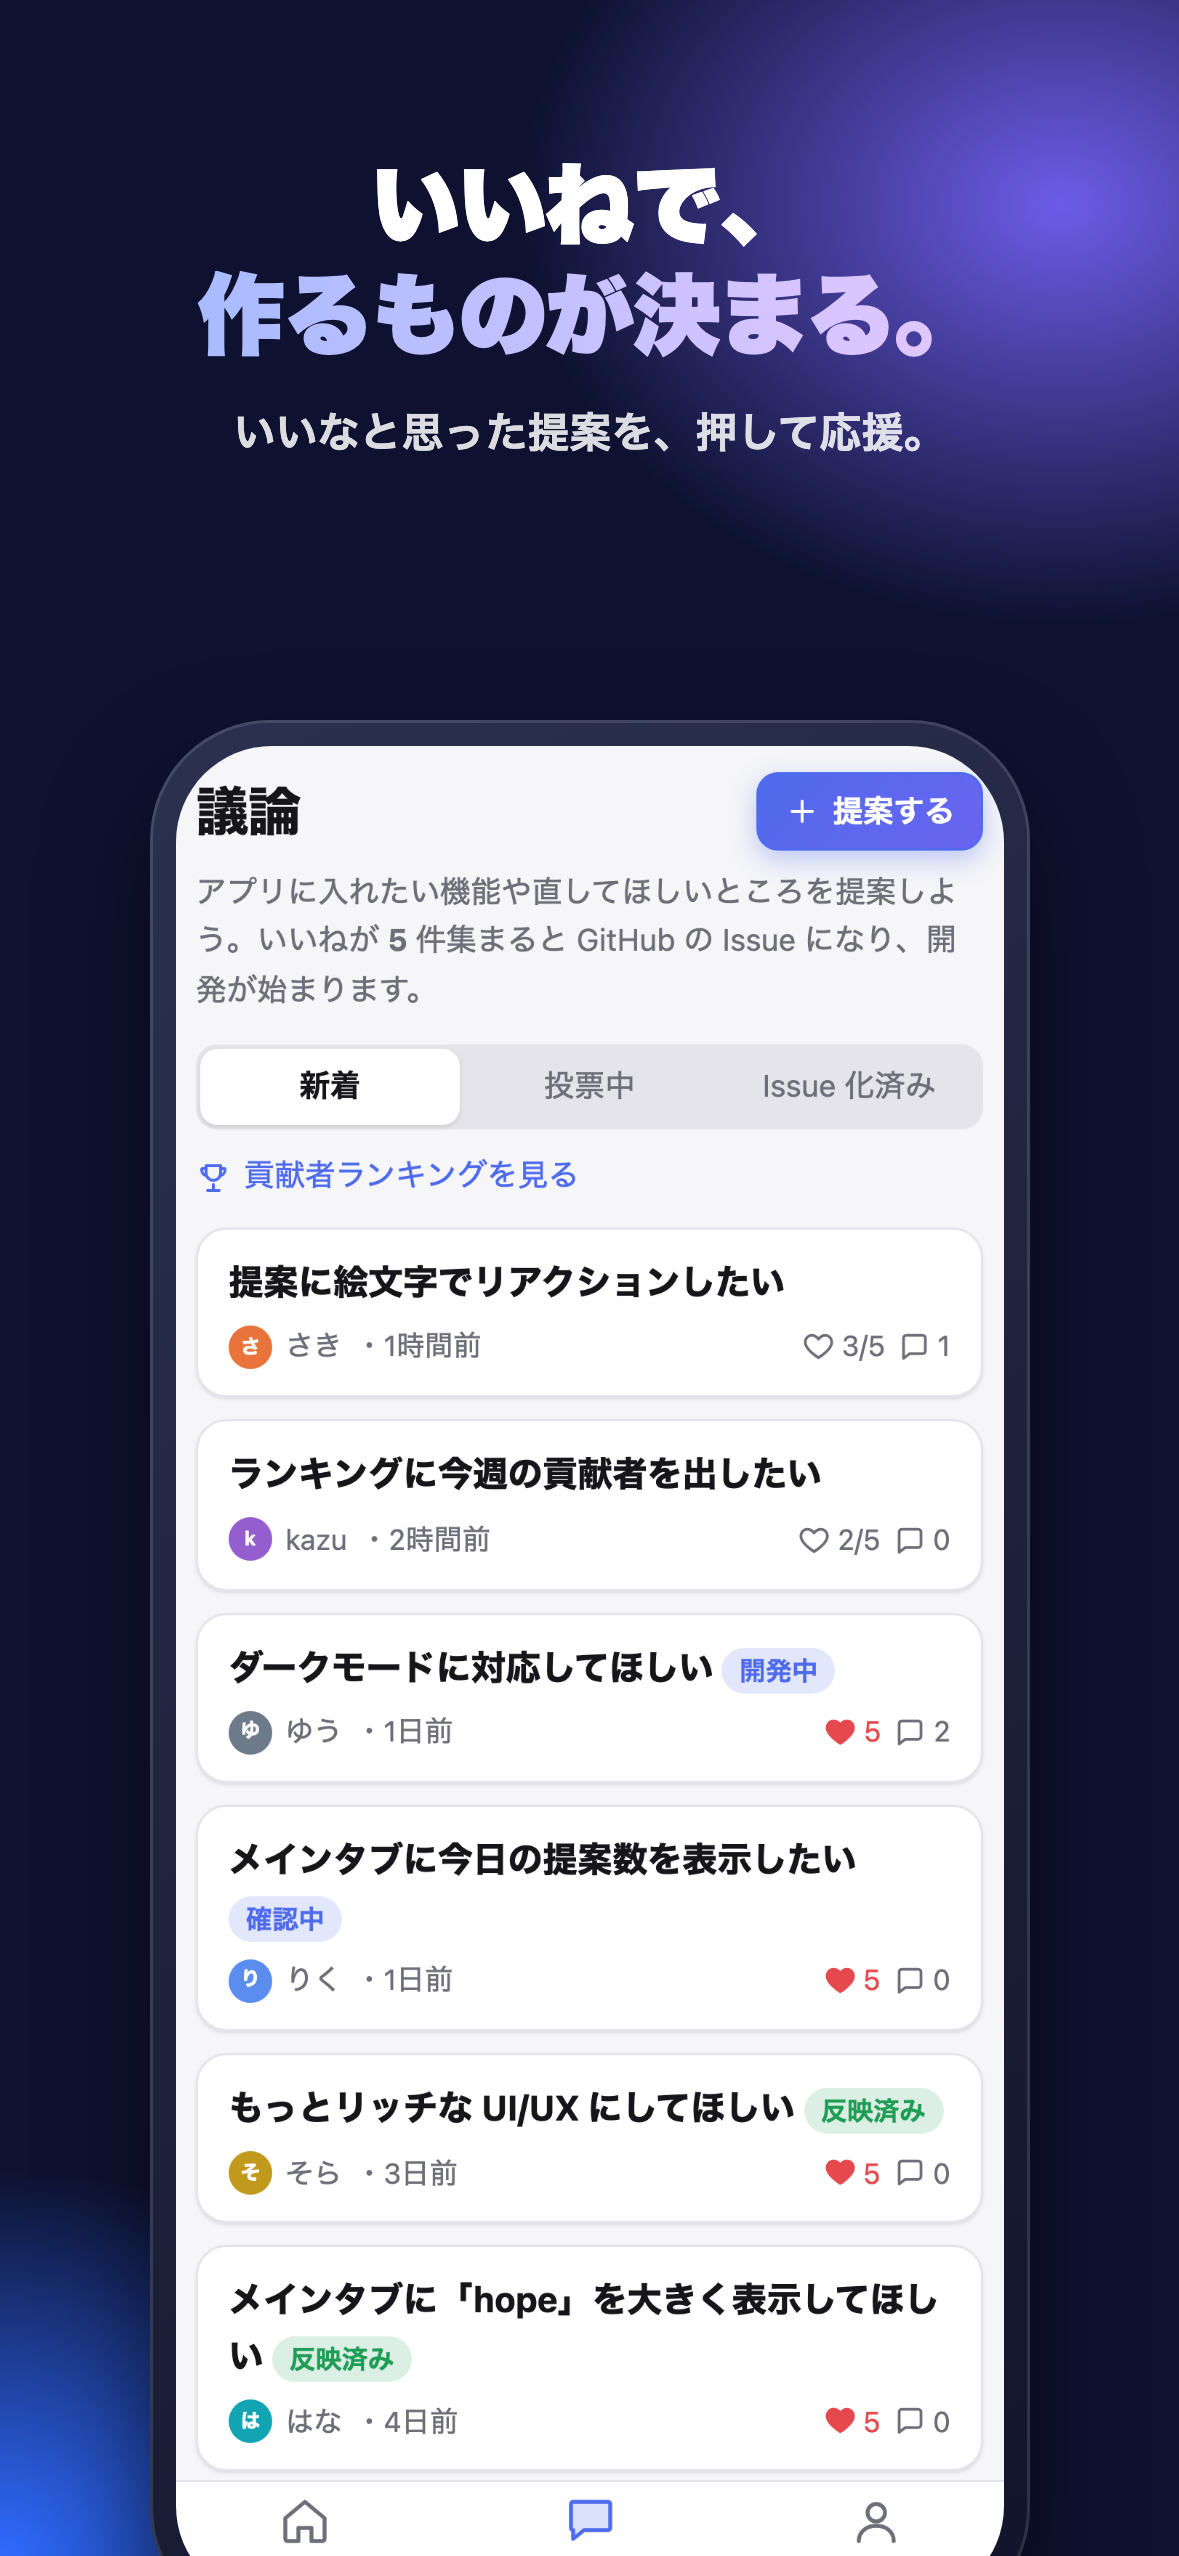 いいねで、
作るものが決まる。
いいなと思った提案を、押して応援。
議論
+ 提案する
アプリに入れたい機能や直してほしいところを提案しよ
う。いいねが 5 件集まると GitHub の Issue になり、開
発が始まります。
新着 投票中 Issue 化済み
貢献者ランキングを見る
提案に絵文字でリアクションしたい
さ さき ・1時間前 3/5 1
ランキングに今週の貢献者を出したい
k kazu ・2時間前 2/5 0
ダークモードに対応してほしい 開発中
ゆ ゆう ・1日前 5 2
メインタブに今日の提案数を表示したい
確認中
り りく ・1日前 5 0
もっとリッチな UI/UX にしてほしい 反映済み
そ そら ・3日前 5 0
メインタブに「hope」を大きく表示してほし
い 反映済み
は はな ・4日前 5 0